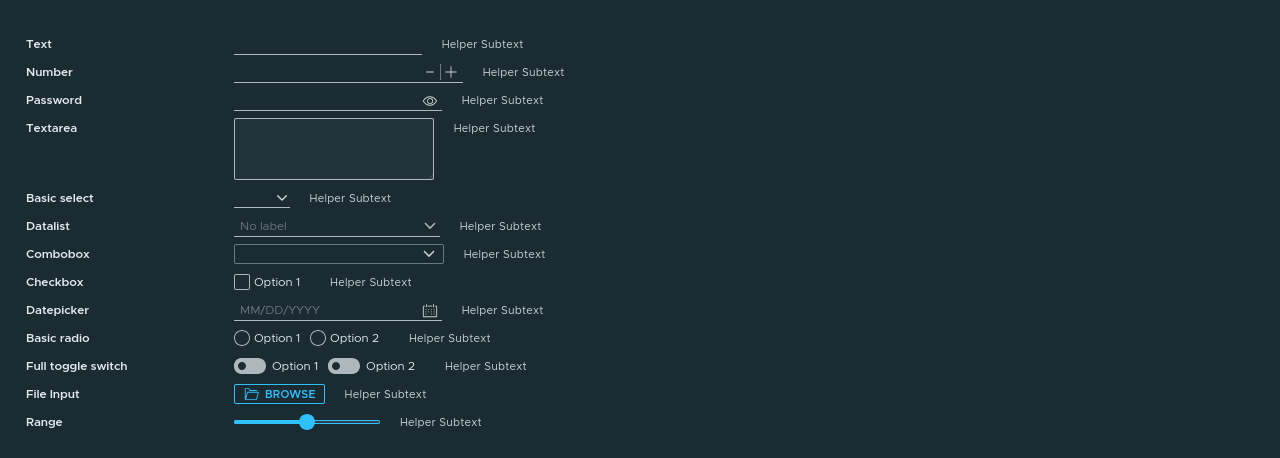 Text Helper Subtext
Number Helper Subtext
Password Helper Subtext
Textarea Helper Subtext
Basic select Helper Subtext
Datalist No label Helper Subtext
Combobox Helper Subtext
Checkbox Option 1 Helper Subtext
Datepicker MM/DD/YYYY Helper Subtext
Basic radio Option 1 Option 2 Helper Subtext
Full toggle switch Option 1 Option 2 Helper Subtext
File Input BROWSE Helper Subtext
Range Helper Subtext